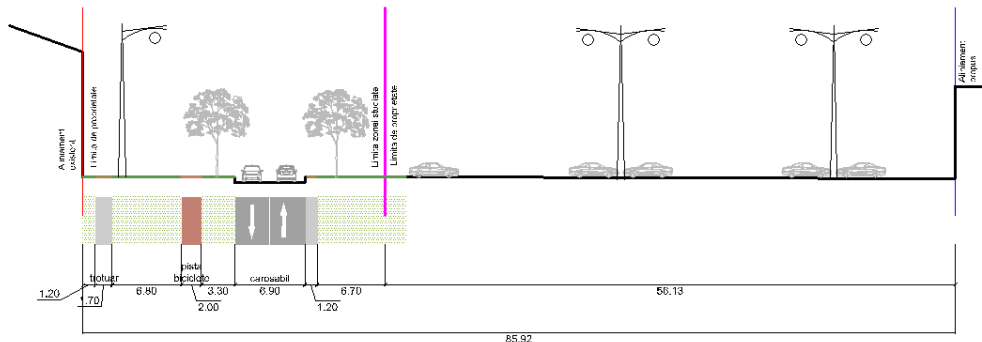 Aliniament
existent
Limita de proprietate
Limita zonei studiate
Limita de proprietate
Aliniament
propus
trotuar
pista
biciclete
carosabil
1.20
1.70
6.80
2.00
3.30
6.90
1.20
6.70
56.13
85.92